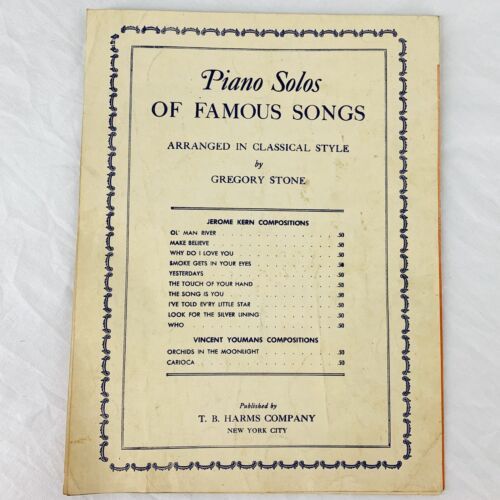 Piano Solos
OF FAMOUS SONGS
ARRANGED IN CLASSICAL STYLE
by
GREGORY STONE
JEROME KERN COMPOSITIONS
OL' MAN RIVER . . . . . . . . . . . . .50
MAKE BELIEVE . . . . . . . . . . . . .50
WHY DO I LOVE YOU . . . . . . . . . . .50
SMOKE GETS IN YOUR EYES . . . . . . . . .50
YESTERDAYS . . . . . . . . . . . . . .50
THE TOUCH OF YOUR HAND . . . . . . . . .50
THE SONG IS YOU . . . . . . . . . . . .50
I'VE TOLD EV'RY LITTLE STAR . . . . . . . .50
LOOK FOR THE SILVER LINING . . . . . . . .50
WHO . . . . . . . . . . . . . . . .50
VINCENT YOUMANS COMPOSITIONS
ORCHIDS IN THE MOONLIGHT . . . . . . . . .50
CARIOCA . . . . . . . . . . . . . . .50
Published by
T. B. HARMS COMPANY
NEW YORK CITY